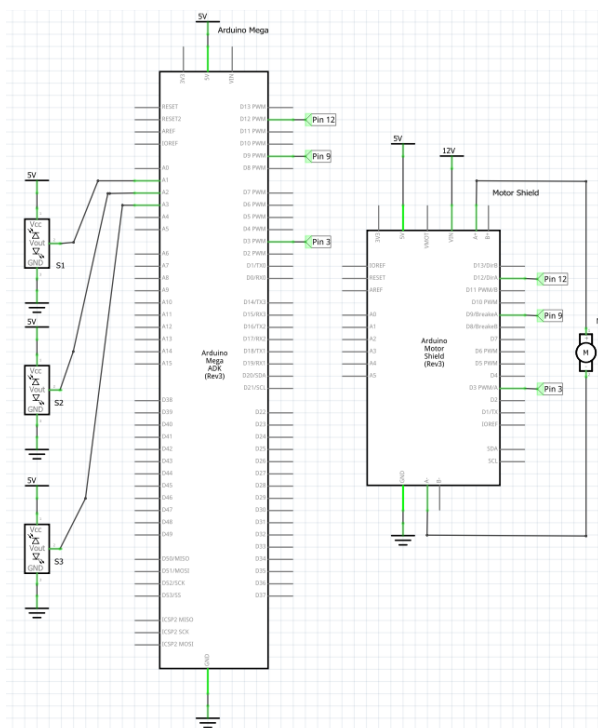 5V
Arduino Mega
3V3
5V
VIN
RESET
RESET2
AREF
IOREF
A0
A1
A2
A3
A4
A5
A6
A7
A8
A9
A10
A11
A12
A13
A14
A15
D38
D39
D40
D41
D42
D43
D44
D45
D46
D47
D48
D49
D50/MISO
D51/MOSI
D52/SCK
D53/SS
ICSP2 MISO
ICSP2 SCK
ICSP2 MOSI
D13 PWM
D12 PWM
D11 PWM
D10 PWM
D9 PWM
D8 PWM
D7 PWM
D6 PWM
D5 PWM
D4 PWM
D3 PWM
D2 PWM
D1/TX0
D0/RX0
D14/TX3
D15/RX3
D16/TX2
D17/RX2
D18/TX1
D19/RX1
D20/SDA
D21/SCL
D22
D23
D24
D25
D26
D27
D28
D29
D30
D31
D32
D33
D34
D35
D36
D37
Arduino
Mega
ADK
(Rev3)
GND
Pin 12
Pin 9
Pin 3
5V
Vcc
Vout
GND
S1
5V
Vcc
Vout
GND
S2
5V
Vcc
Vout
GND
S3
5V
12V
Motor Shield
3V3
5V
VMOT
VIN
A+
B+
IOREF
RESET
AREF
A0
A1
A2
A3
A4
A5
D13/DirB
D12/DirA
D11 PWM/B
D10 PWM
D9/BreakeA
D8/BreakeB
D7
D6 PWM
D5 PWM
D4
D3 PWM/A
D2
D1/TX
IOREF
SDA
SCL
Arduino
Motor
Shield
(Rev3)
GND
A-
B-
Pin 12
Pin 9
Pin 3
M